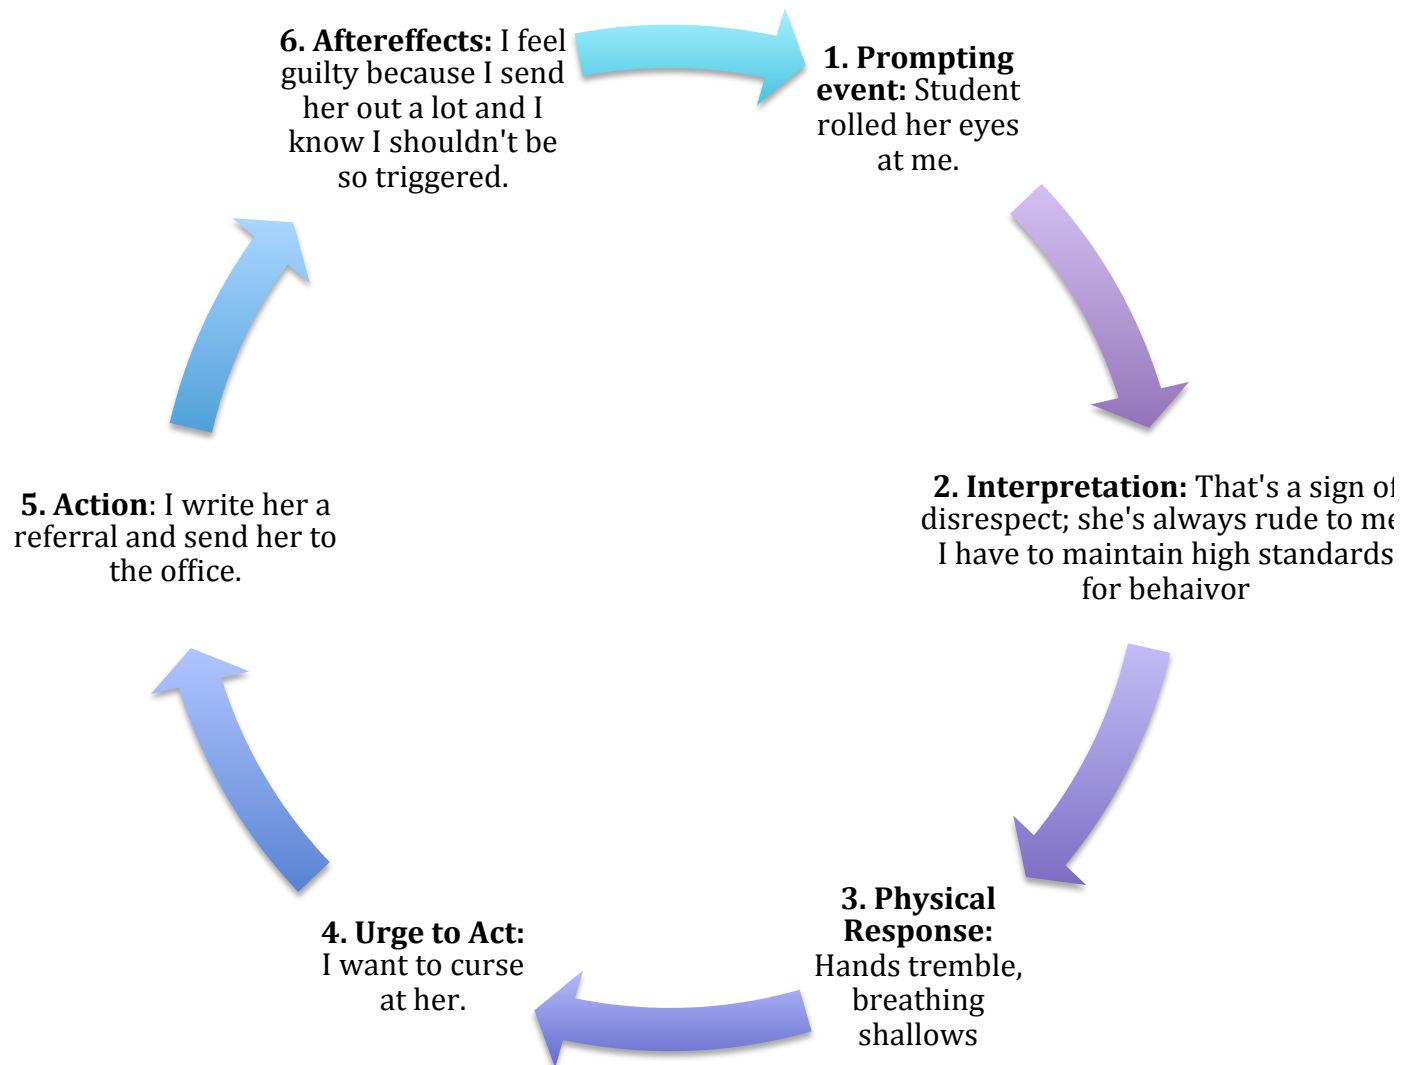 1. Prompting
event: Student
rolled her eyes
at me.
2. Interpretation: That's a sign of
disrespect; she's always rude to me
I have to maintain high standards
for behaivor
3. Physical
Response:
Hands tremble,
breathing
shallows
4. Urge to Act:
I want to curse
at her.
5. Action: I write her a
referral and send her to
the office.
6. Aftereffects: I feel
guilty because I send
her out a lot and I
know I shouldn't be
so triggered.